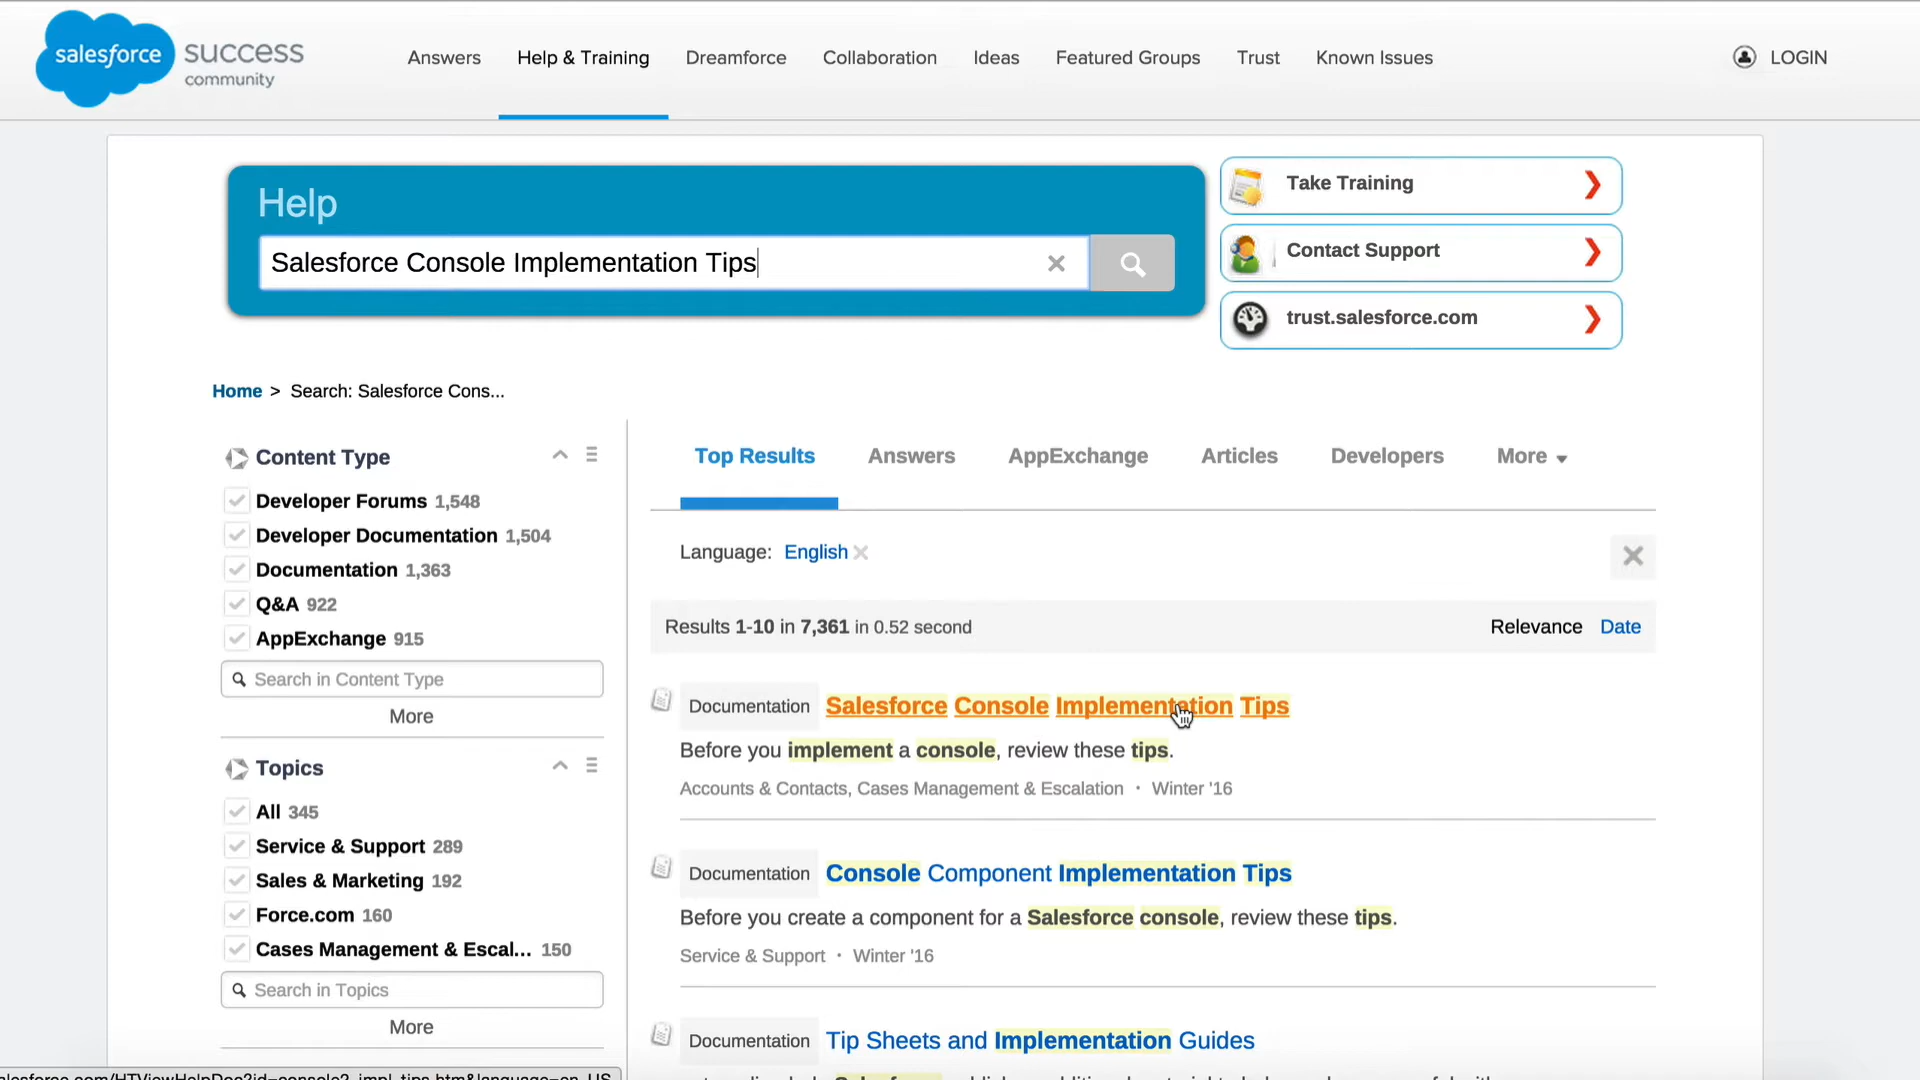 salesforce
success
community
Answers Help & Training Dreamforce Collaboration Ideas Featured Groups Trust Known Issues LOGIN
Help
Salesforce Console Implementation Tips
Take Training
Contact Support
trust.salesforce.com
Home > Search: Salesforce Cons...
Content Type
Developer Forums 1,548
Developer Documentation 1,504
Documentation 1,363
Q&A 922
AppExchange 915
Search in Content Type
More
Topics
All 345
Service & Support 289
Sales & Marketing 192
Force.com 160
Cases Management & Escal... 150
Search in Topics
More
Top Results Answers AppExchange Articles Developers More
Language: English
Results 1-10 in 7,361 in 0.52 second Relevance Date
Documentation Salesforce Console Implementation Tips
Before you implement a console, review these tips.
Accounts & Contacts, Cases Management & Escalation · Winter '16
Documentation Console Component Implementation Tips
Before you create a component for a Salesforce console, review these tips.
Service & Support · Winter '16
Documentation Tip Sheets and Implementation Guides